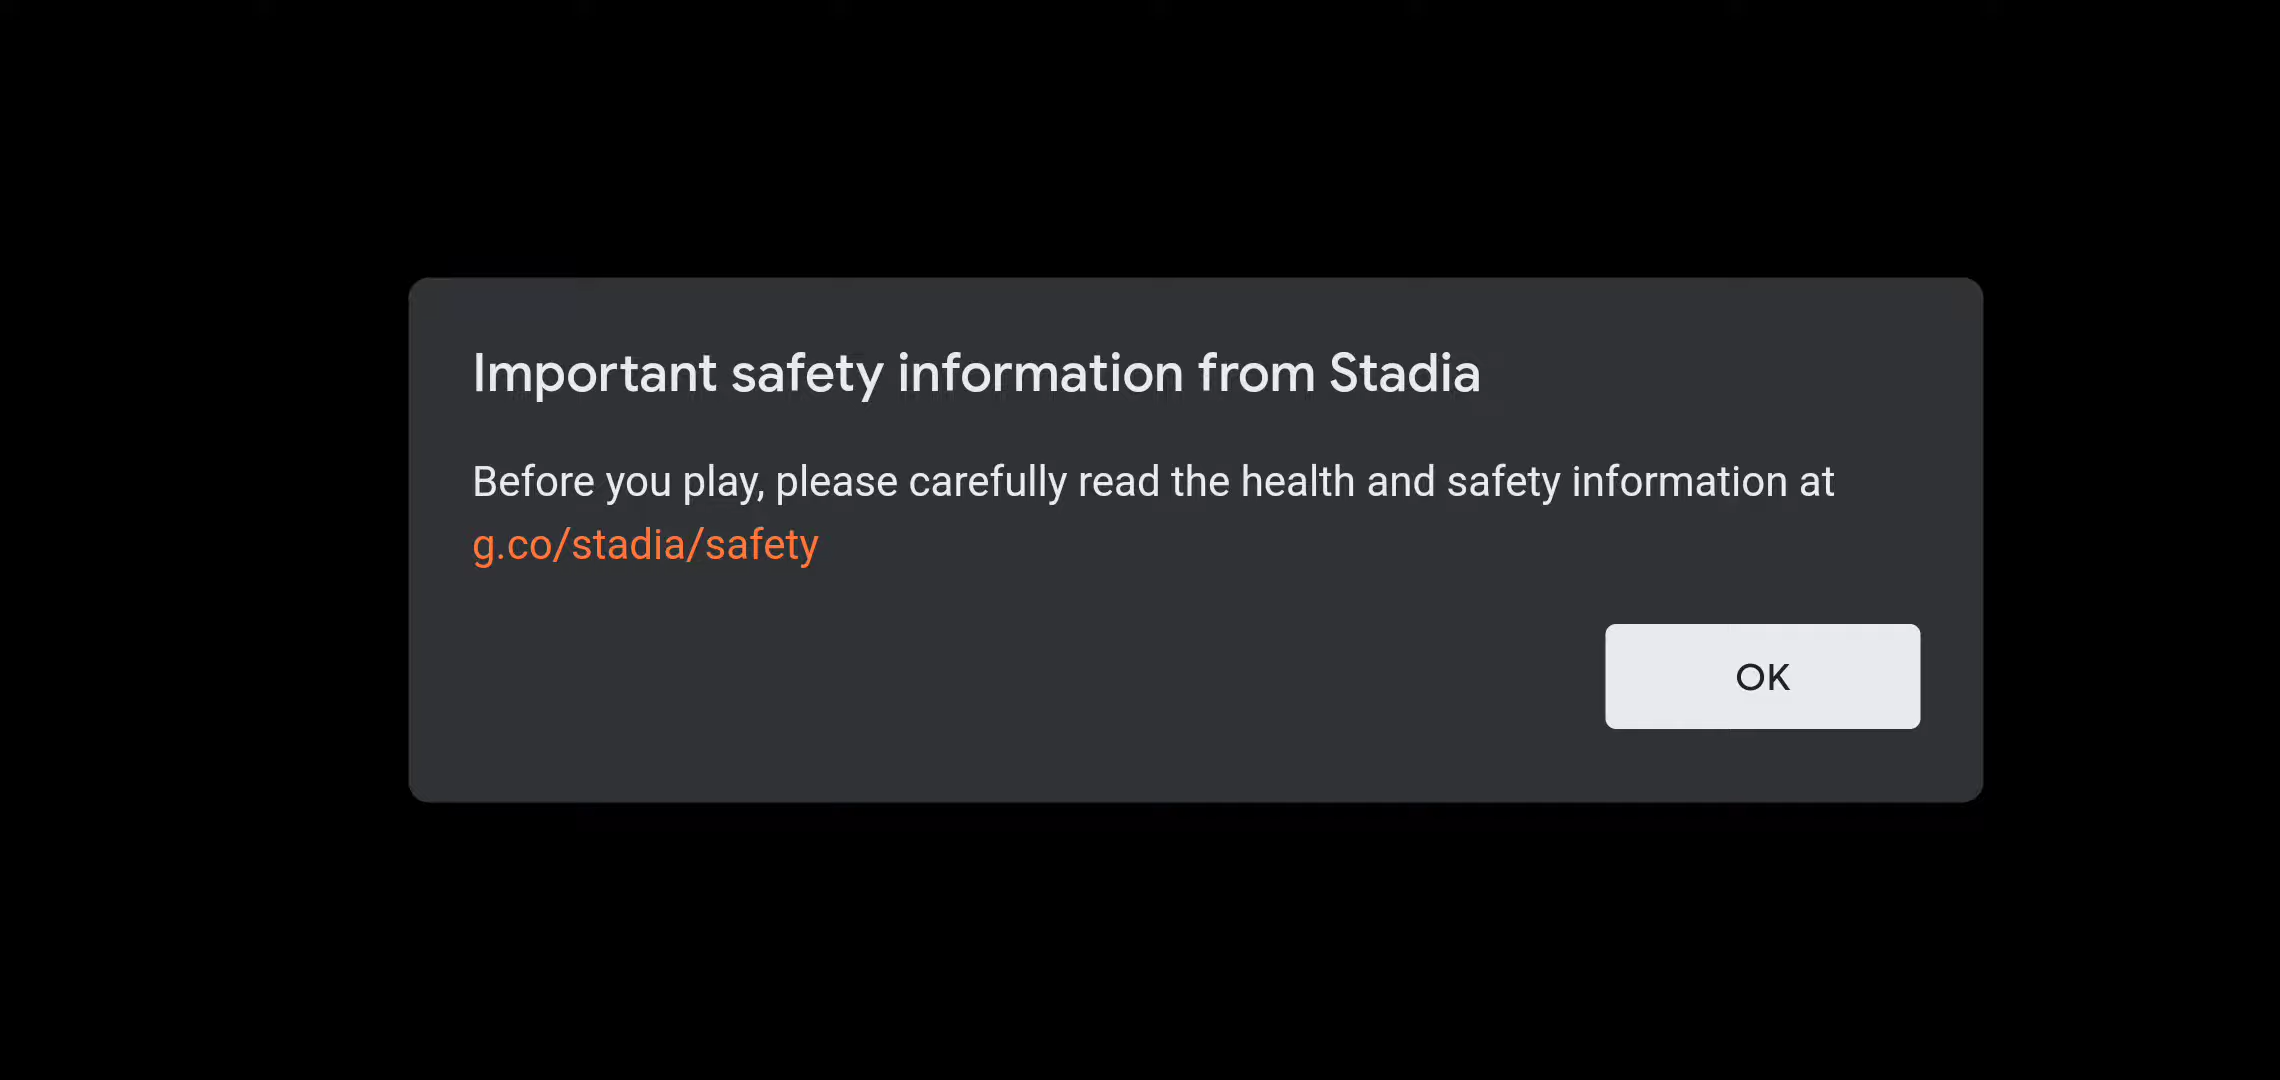 Important safety information from Stadia
Before you play, please carefully read the health and safety information at
g.co/stadia/safety
OK